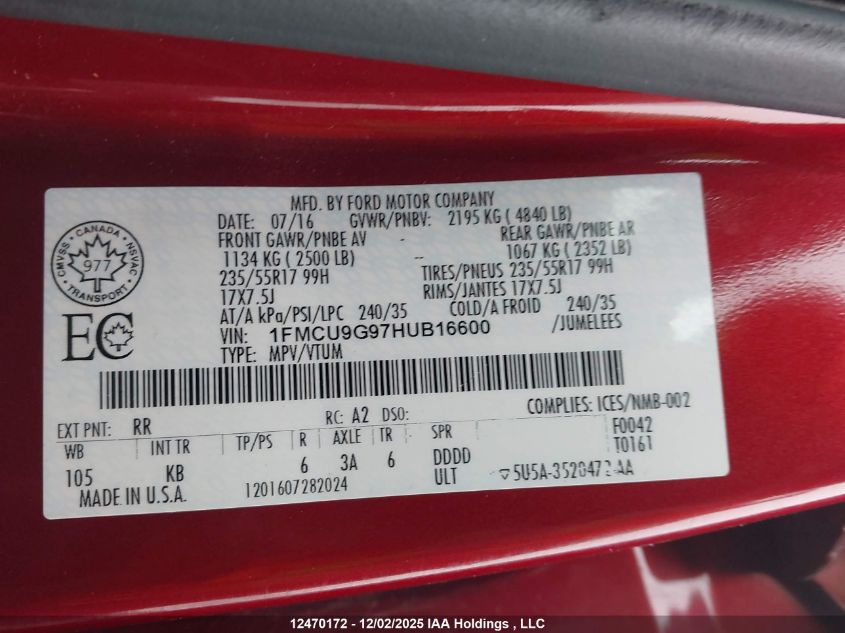 MFD. BY FORD MOTOR COMPANY
DATE: 07/16 GVWR/PNBV: 2195 KG ( 4840 LB)
FRONT GAWR/PNBE AV - REAR GAWR/PNBE AR
1134 KG ( 2500 LB) -- 1067 KG ( 2352 LB)
235/55R17 99H TIRES/PNEUS 235/55R17 99H
17X7.5J RIMS/JANTES 17X7.5J
AT/A kPa/PSI/LPC 240/35 COLD/A FROID 240/35
VIN: 1FMCU9G97HUB16600 /JUMELEES
TYPE: MPV/VTUM
CMVSS - CANADA - NSVAC
977
TRANSPORT
EC
COMPLIES: ICES/NMB-002
EXT PNT: RR RC: A2 DSO: F0042
WB INT TR TP/PS R AXLE TR SPR T0161
105 KB 6 3A 6 DDDD
MADE IN U.S.A. 1201607282024 ULT 5U5A-3520472-AA
12470172 - 12/02/2025 IAA Holdings , LLC